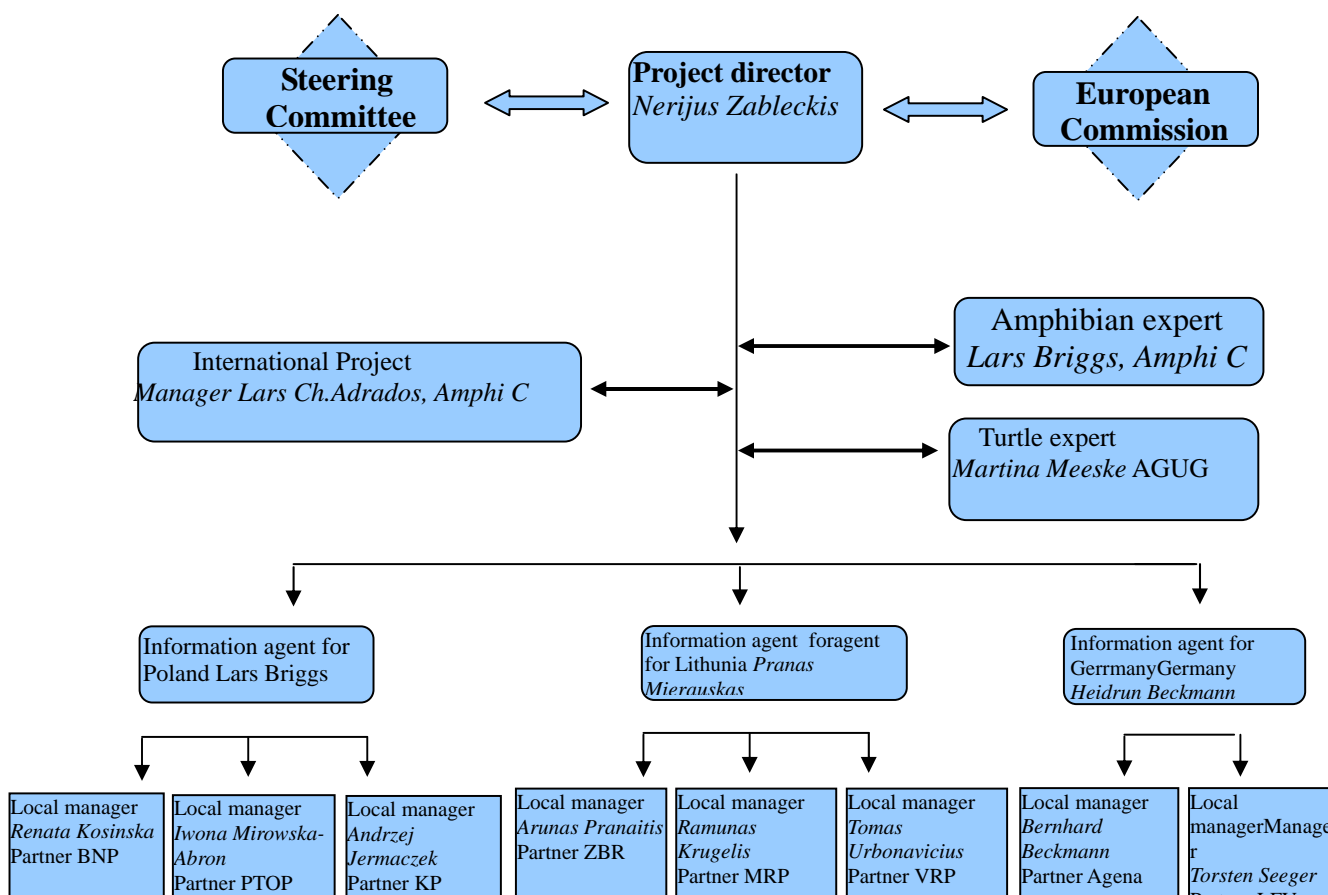 Steering
Committee
Project director
Nerijus Zableckis
European
Commission
Amphibian expert
Lars Briggs, Amphi C
International Project
Manager Lars Ch.Adrados, Amphi C
Turtle expert
Martina Meeske AGUG
Information agent for
Poland Lars Briggs
Information agent  foragent
for Lithunia Pranas
Mierauskas
Information agent for
GerrmanyGermany
Heidrun Beckmann
Local manager
Renata Kosinska
Partner BNP
Local manager
Iwona Mirowska-
Abron
Partner PTOP
Local manager
Andrzej
Jermaczek
Partner KP
Local manager
Arunas Pranaitis
Partner ZBR
Local manager
Ramunas
Krugelis
Partner MRP
Local manager
Tomas
Urbonavicius
Partner VRP
Local manager
Bernhard
Beckmann
Partner Agena
Local
managerManage
r
Torsten Seeger